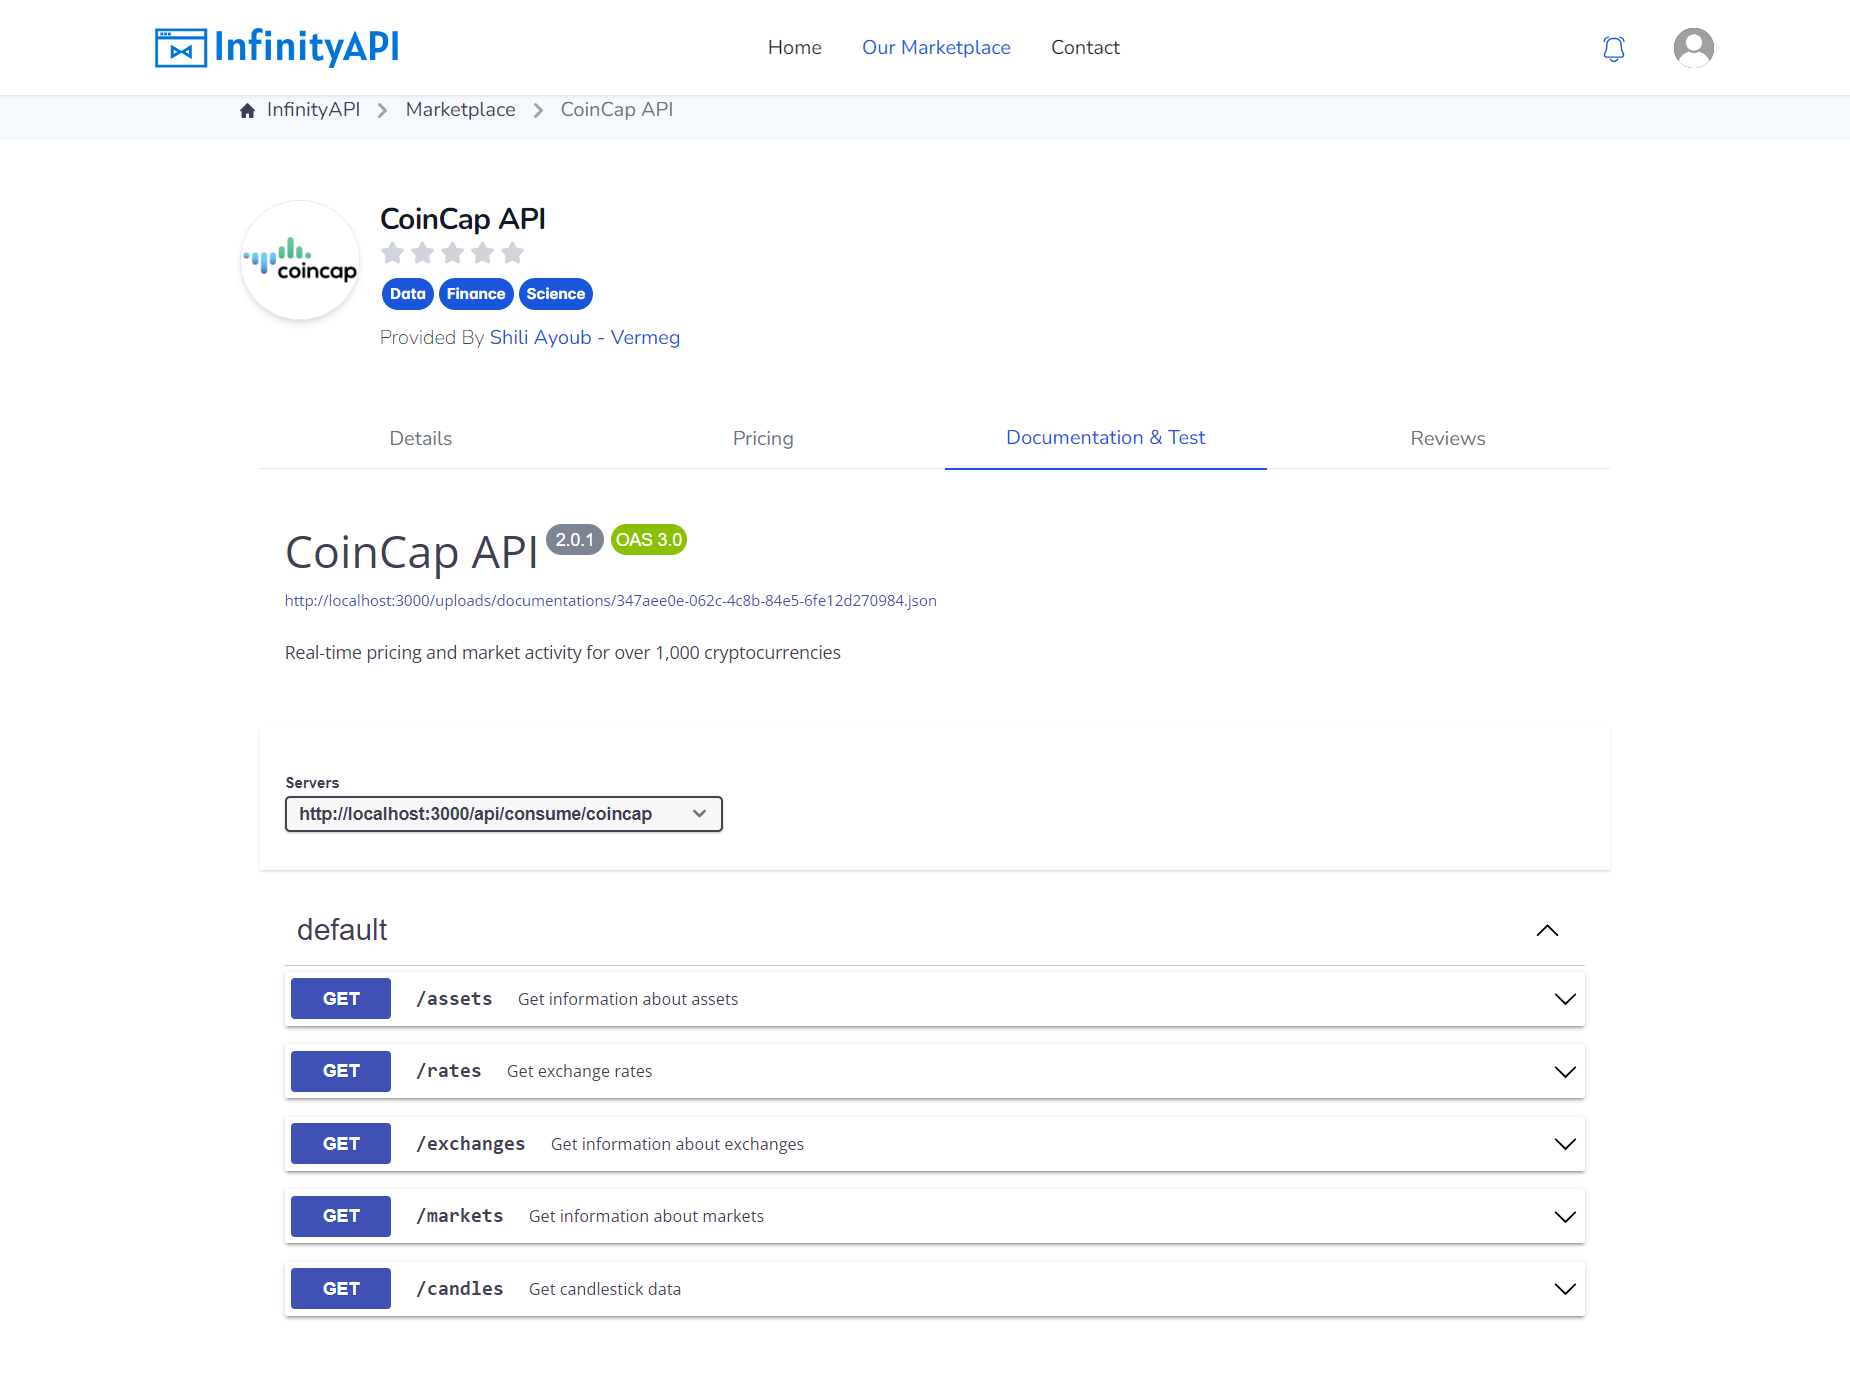 InfinityAPI
Home Our Marketplace Contact
InfinityAPI Marketplace CoinCap API
coincap
CoinCap API
Data Finance Science
Provided By Shili Ayoub - Vermeg
Details Pricing Documentation & Test Reviews
CoinCap API 2.0.1 OAS 3.0
http://localhost:3000/uploads/documentations/347aee0e-062c-4c8b-84e5-6fe12d270984.json
Real-time pricing and market activity for over 1,000 cryptocurrencies
Servers
http://localhost:3000/api/consume/coincap
default
GET /assets Get information about assets
GET /rates Get exchange rates
GET /exchanges Get information about exchanges
GET /markets Get information about markets
GET /candles Get candlestick data